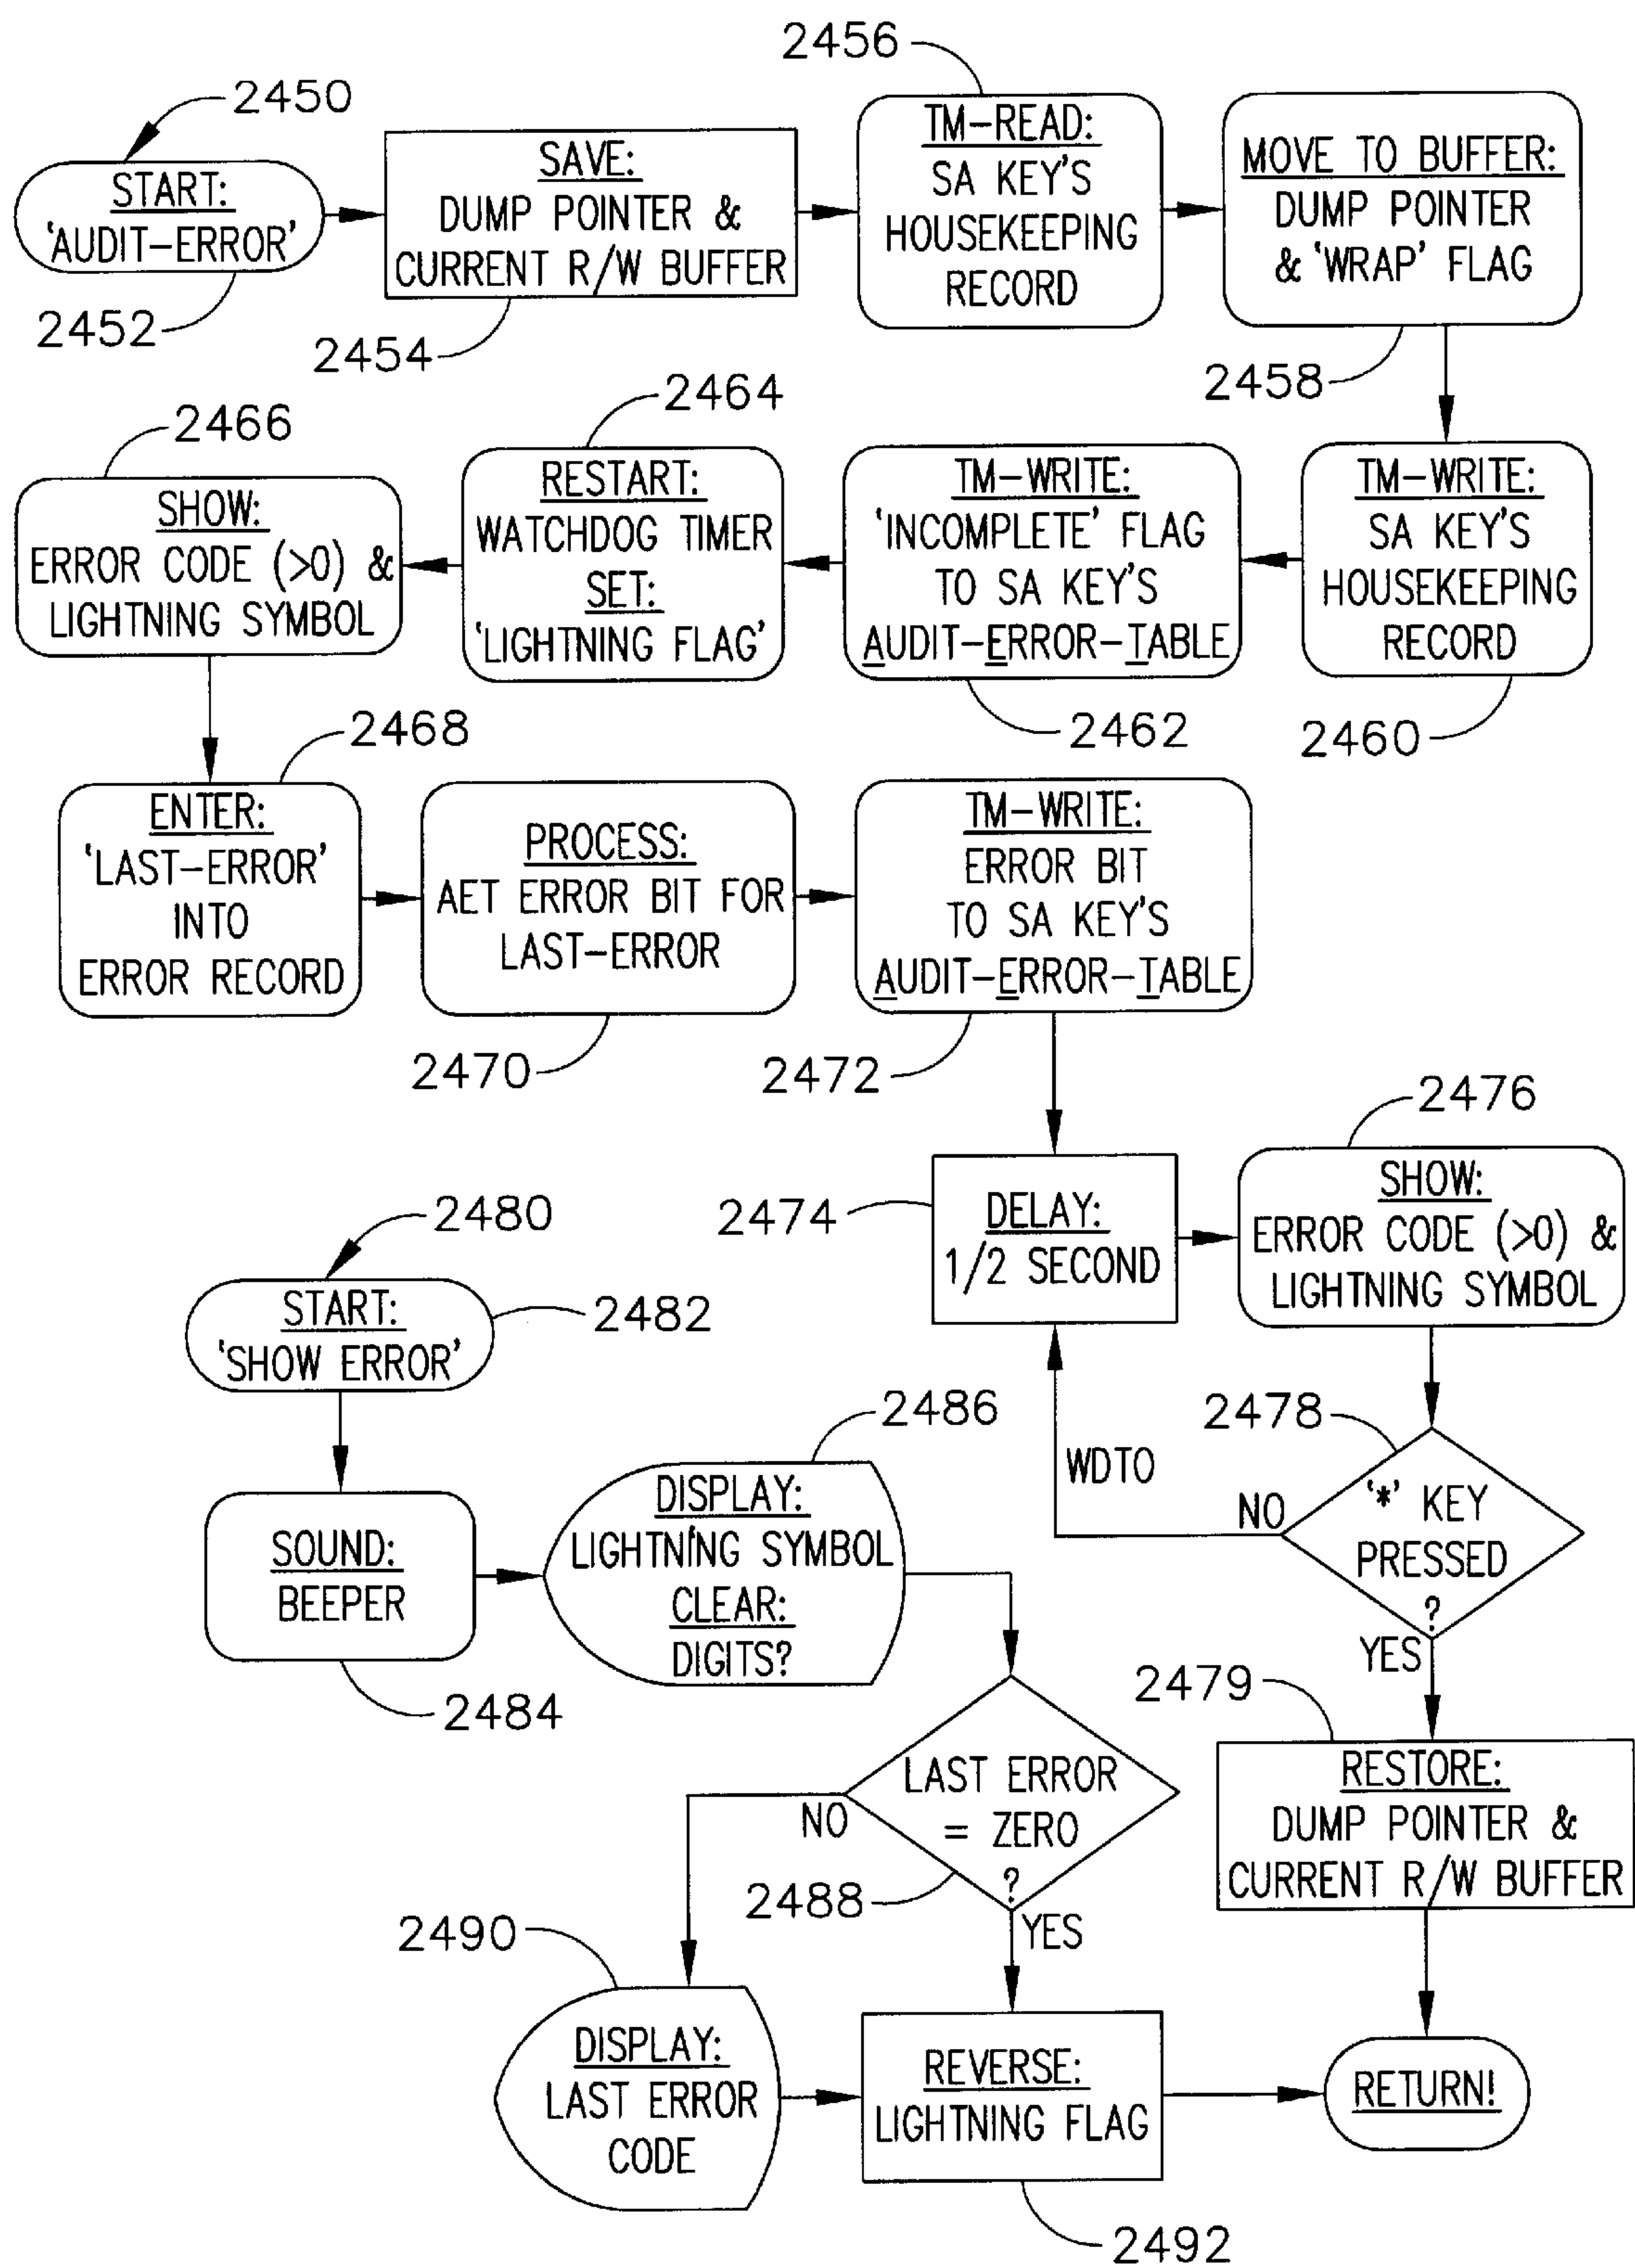 2450
START:
'AUDIT-ERROR'
2452
SAVE:
DUMP POINTER &
CURRENT R/W BUFFER
2454
2456
TM-READ:
SA KEY'S
HOUSEKEEPING
RECORD
MOVE TO BUFFER:
DUMP POINTER
& 'WRAP' FLAG
2458
TM-WRITE:
SA KEY'S
HOUSEKEEPING
RECORD
2460
TM-WRITE:
'INCOMPLETE' FLAG
TO SA KEY'S
AUDIT-ERROR-TABLE
2462
2464
RESTART:
WATCHDOG TIMER
SET:
'LIGHTNING FLAG'
2466
SHOW:
ERROR CODE (>0) &
LIGHTNING SYMBOL
2468
ENTER:
'LAST-ERROR'
INTO
ERROR RECORD
PROCESS:
AET ERROR BIT FOR
LAST-ERROR
2470
TM-WRITE:
ERROR BIT
TO SA KEY'S
AUDIT-ERROR-TABLE
2472
2474
DELAY:
1/2 SECOND
2476
SHOW:
ERROR CODE (>0) &
LIGHTNING SYMBOL
2478
'*' KEY
PRESSED
?
NO
WDTO
YES
2479
RESTORE:
DUMP POINTER &
CURRENT R/W BUFFER
2480
START:
'SHOW ERROR'
2482
SOUND:
BEEPER
2484
2486
DISPLAY:
LIGHTNING SYMBOL
CLEAR:
DIGITS?
LAST ERROR
= ZERO
?
NO
2488
YES
2490
DISPLAY:
LAST ERROR
CODE
REVERSE:
LIGHTNING FLAG
2492
RETURN!